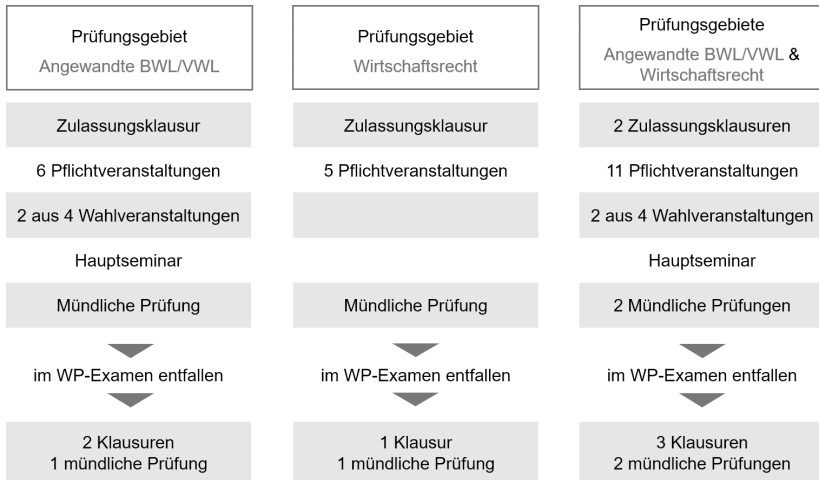 Prüfungsgebiet
Angewandte BWL/VWL
Zulassungsklausur
6 Pflichtveranstaltungen
2 aus 4 Wahlveranstaltungen
Hauptseminar
Mündliche Prüfung
im WP-Examen entfallen
2 Klausuren
1 mündliche Prüfung
Prüfungsgebiet
Wirtschaftsrecht
Zulassungsklausur
5 Pflichtveranstaltungen
Mündliche Prüfung
im WP-Examen entfallen
1 Klausur
1 mündliche Prüfung
Prüfungsgebiete
Angewandte BWL/VWL &
Wirtschaftsrecht
2 Zulassungsklausuren
11 Pflichtveranstaltungen
2 aus 4 Wahlveranstaltungen
Hauptseminar
2 Mündliche Prüfungen
im WP-Examen entfallen
3 Klausuren
2 mündliche Prüfungen